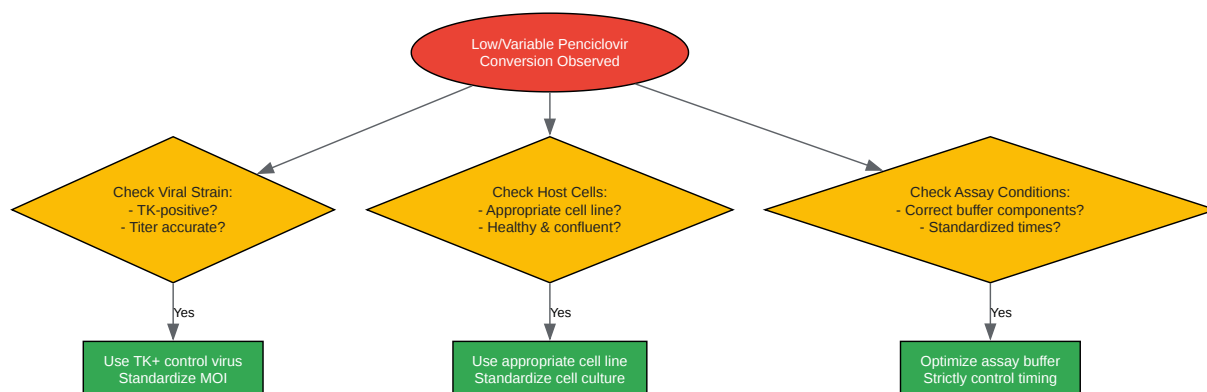 Low/Variable Penciclovir
Conversion Observed
Check Viral Strain:
- TK-positive?
- Titer accurate?
Check Host Cells:
- Appropriate cell line?
- Healthy & confluent?
Check Assay Conditions:
- Correct buffer components?
- Standardized times?
Yes
Yes
Yes
Use TK+ control virus
Standardize MOI
Use appropriate cell line
Standardize cell culture
Optimize assay buffer
Strictly control timing